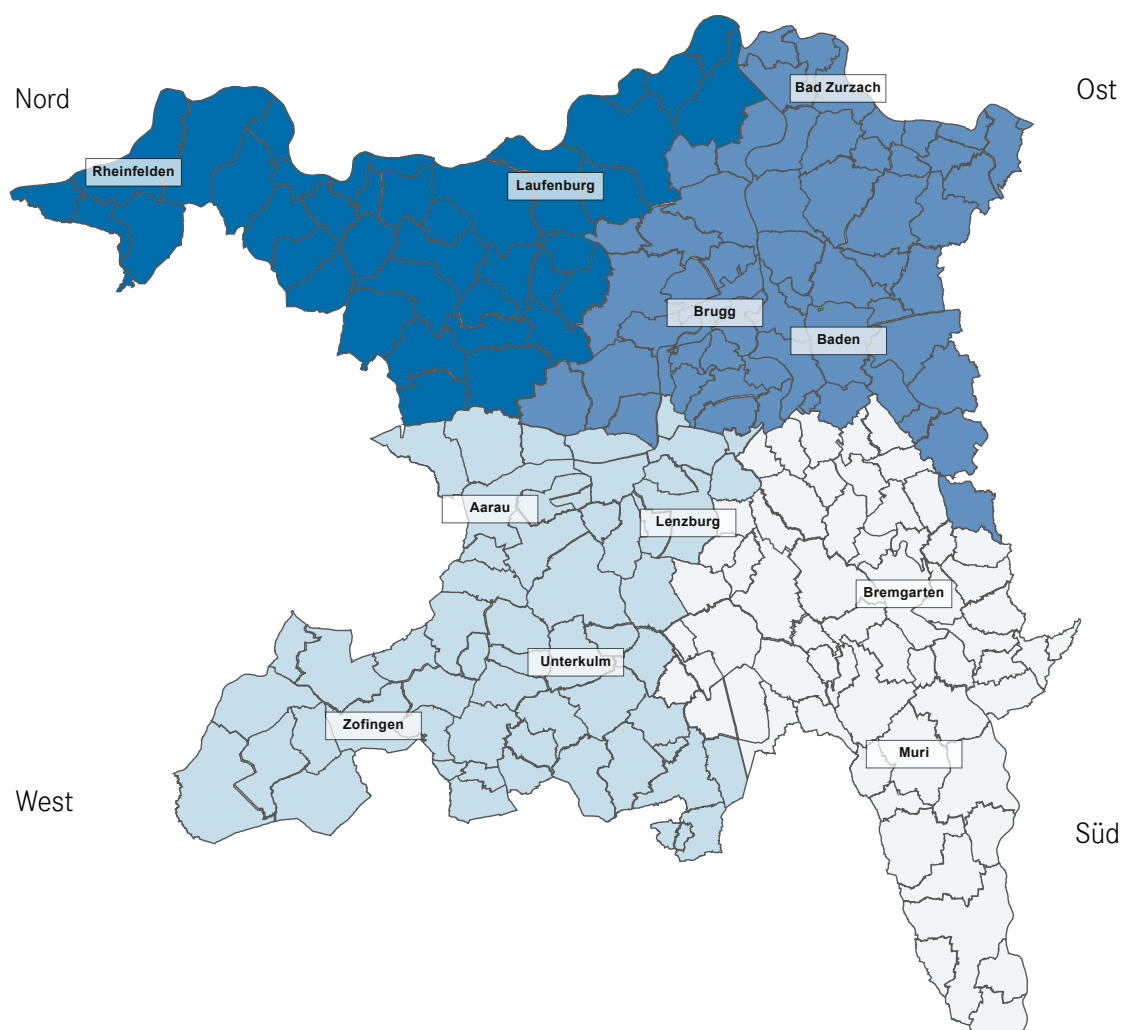 Nord
Bad Zurzach
Ost
Rheinfelden
Laufenburg
Brugg
Baden
Aarau
Lenzburg
Bremgarten
Unterkulm
Zofingen
Muri
West
Süd